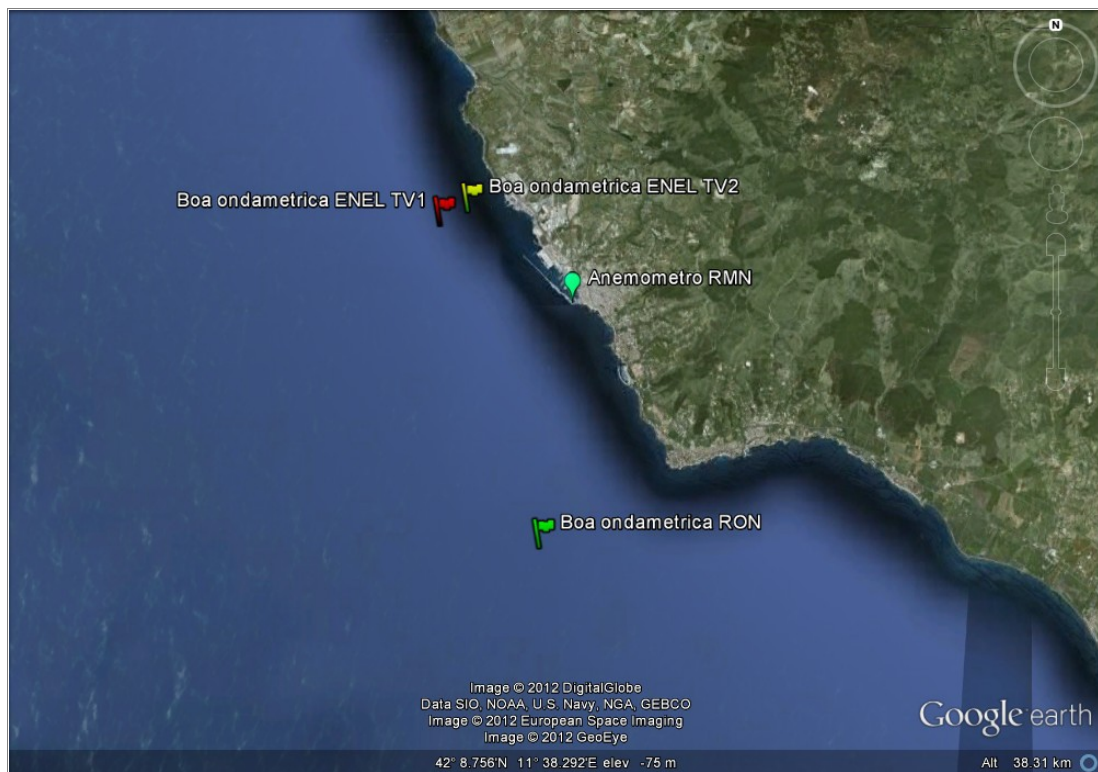 N
Boa ondametrica ENEL TV2
Boa ondametrica ENEL TV1
Anemometro RMN
Boa ondametrica RON
Image © 2012 DigitalGlobe
Data SIO, NOAA, U.S. Navy, NGA, GEBCO
Image © 2012 European Space Imaging
Image © 2012 GeoEye
Google earth
42° 8.756'N 11° 38.292'E elev -75 m
Alt 38.31 km